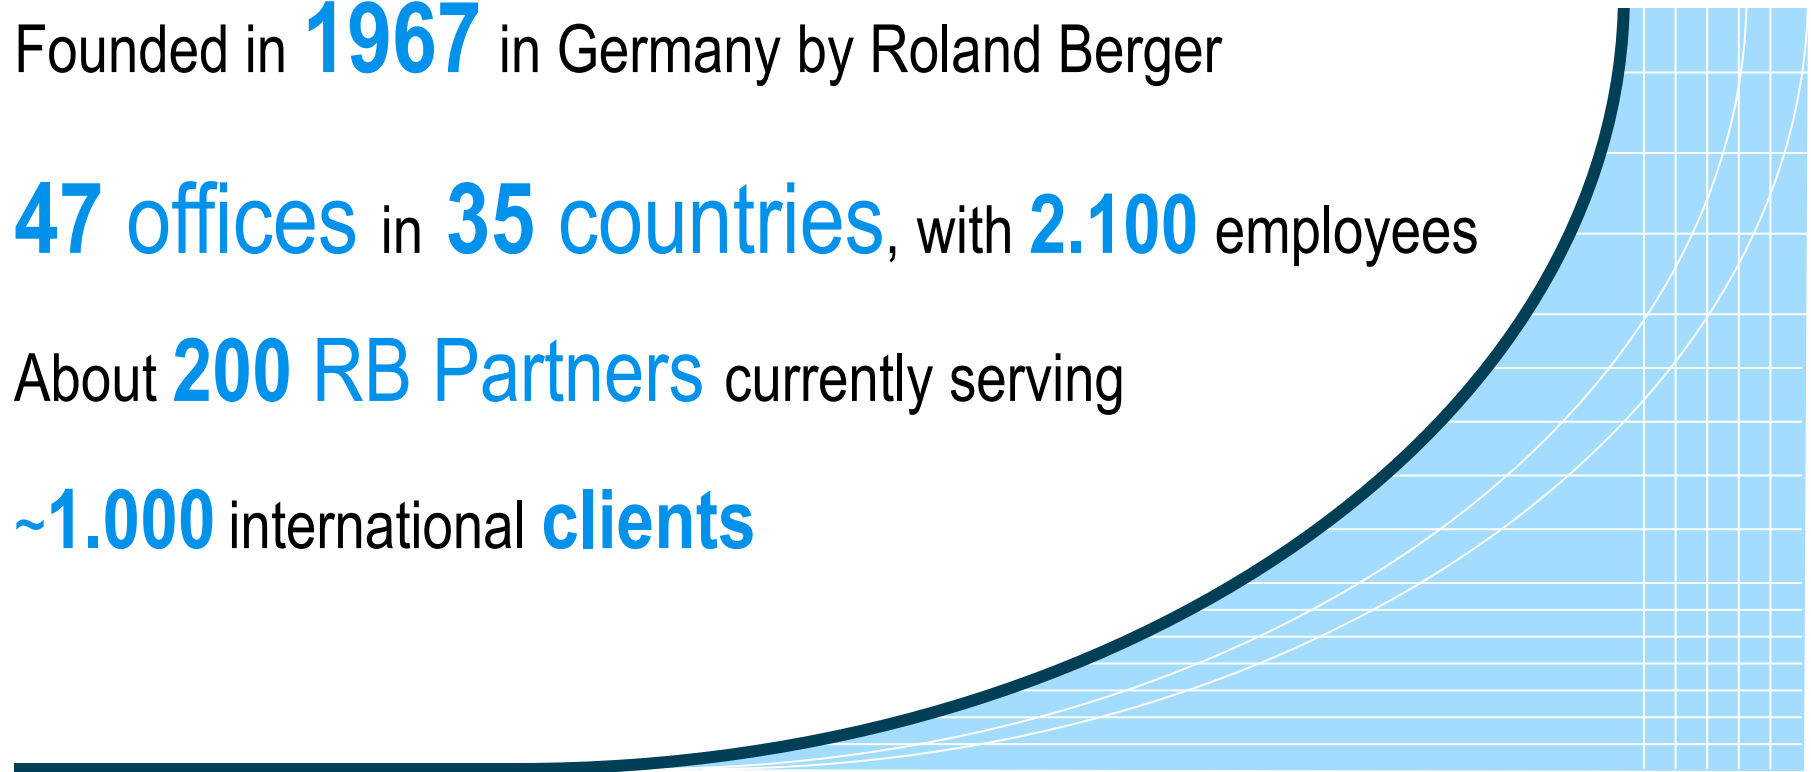 Founded in 1967 in Germany by Roland Berger
47 offices in 35 countries, with 2.100 employees
About 200 RB Partners currently serving
~1.000 international clients